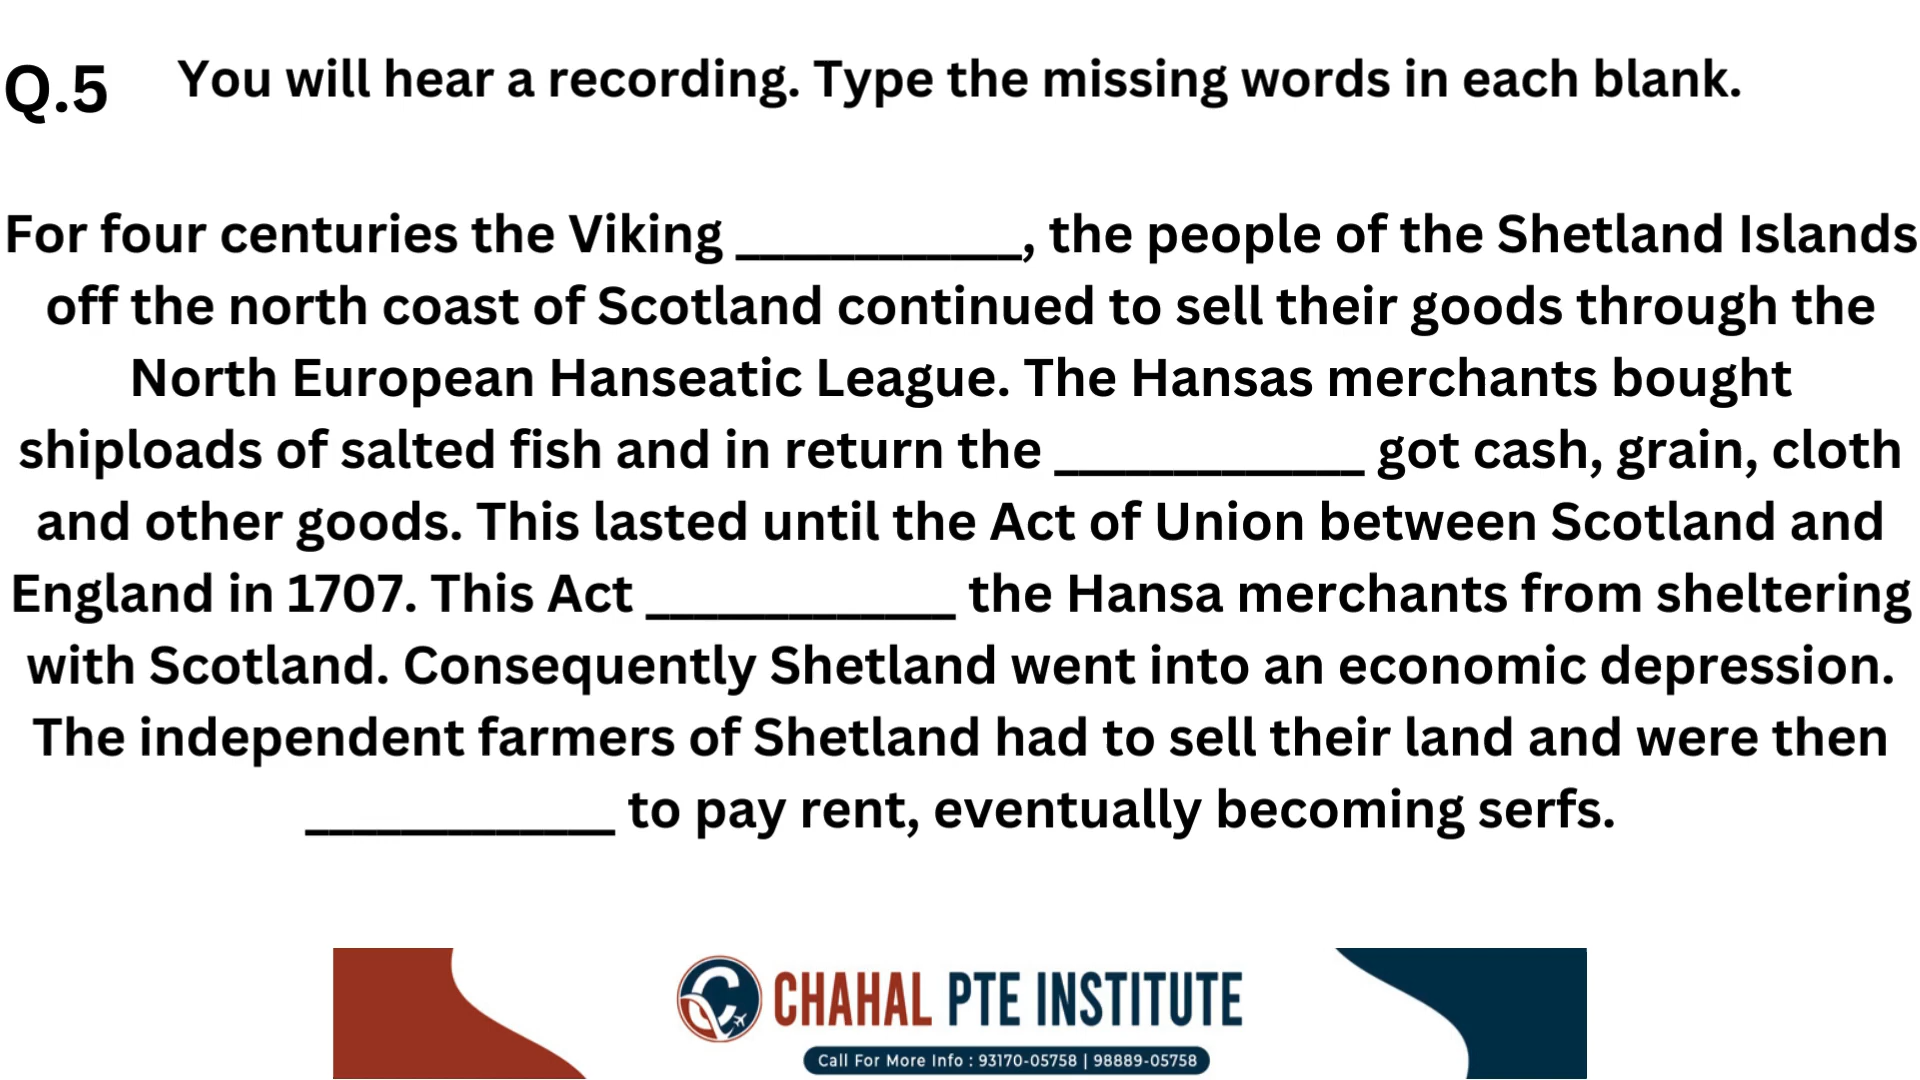 Q.5 You will hear a recording. Type the missing words in each blank.
For four centuries the Viking ____________, the people of the Shetland Islands
off the north coast of Scotland continued to sell their goods through the
North European Hanseatic League. The Hansas merchants bought
shiploads of salted fish and in return the _____________ got cash, grain, cloth
and other goods. This lasted until the Act of Union between Scotland and
England in 1707. This Act _____________ the Hansa merchants from sheltering
with Scotland. Consequently Shetland went into an economic depression.
The independent farmers of Shetland had to sell their land and were then
_____________ to pay rent, eventually becoming serfs.
CHAHAL PTE INSTITUTE
Call For More Info : 93170-05758 | 98889-05758